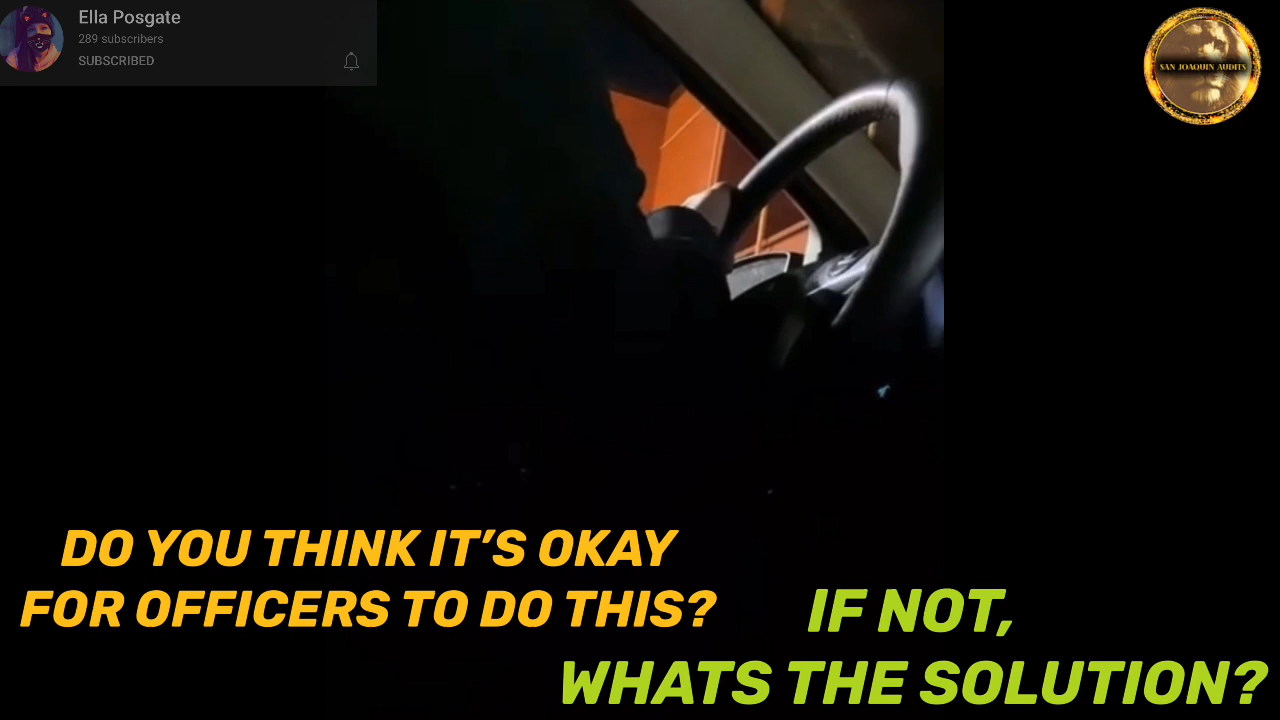 Ella Posgate
289 subscribers
SUBSCRIBED
SAN JOAQUIN AUDITS
DO YOU THINK IT'S OKAY
FOR OFFICERS TO DO THIS?
IF NOT,
WHATS THE SOLUTION?